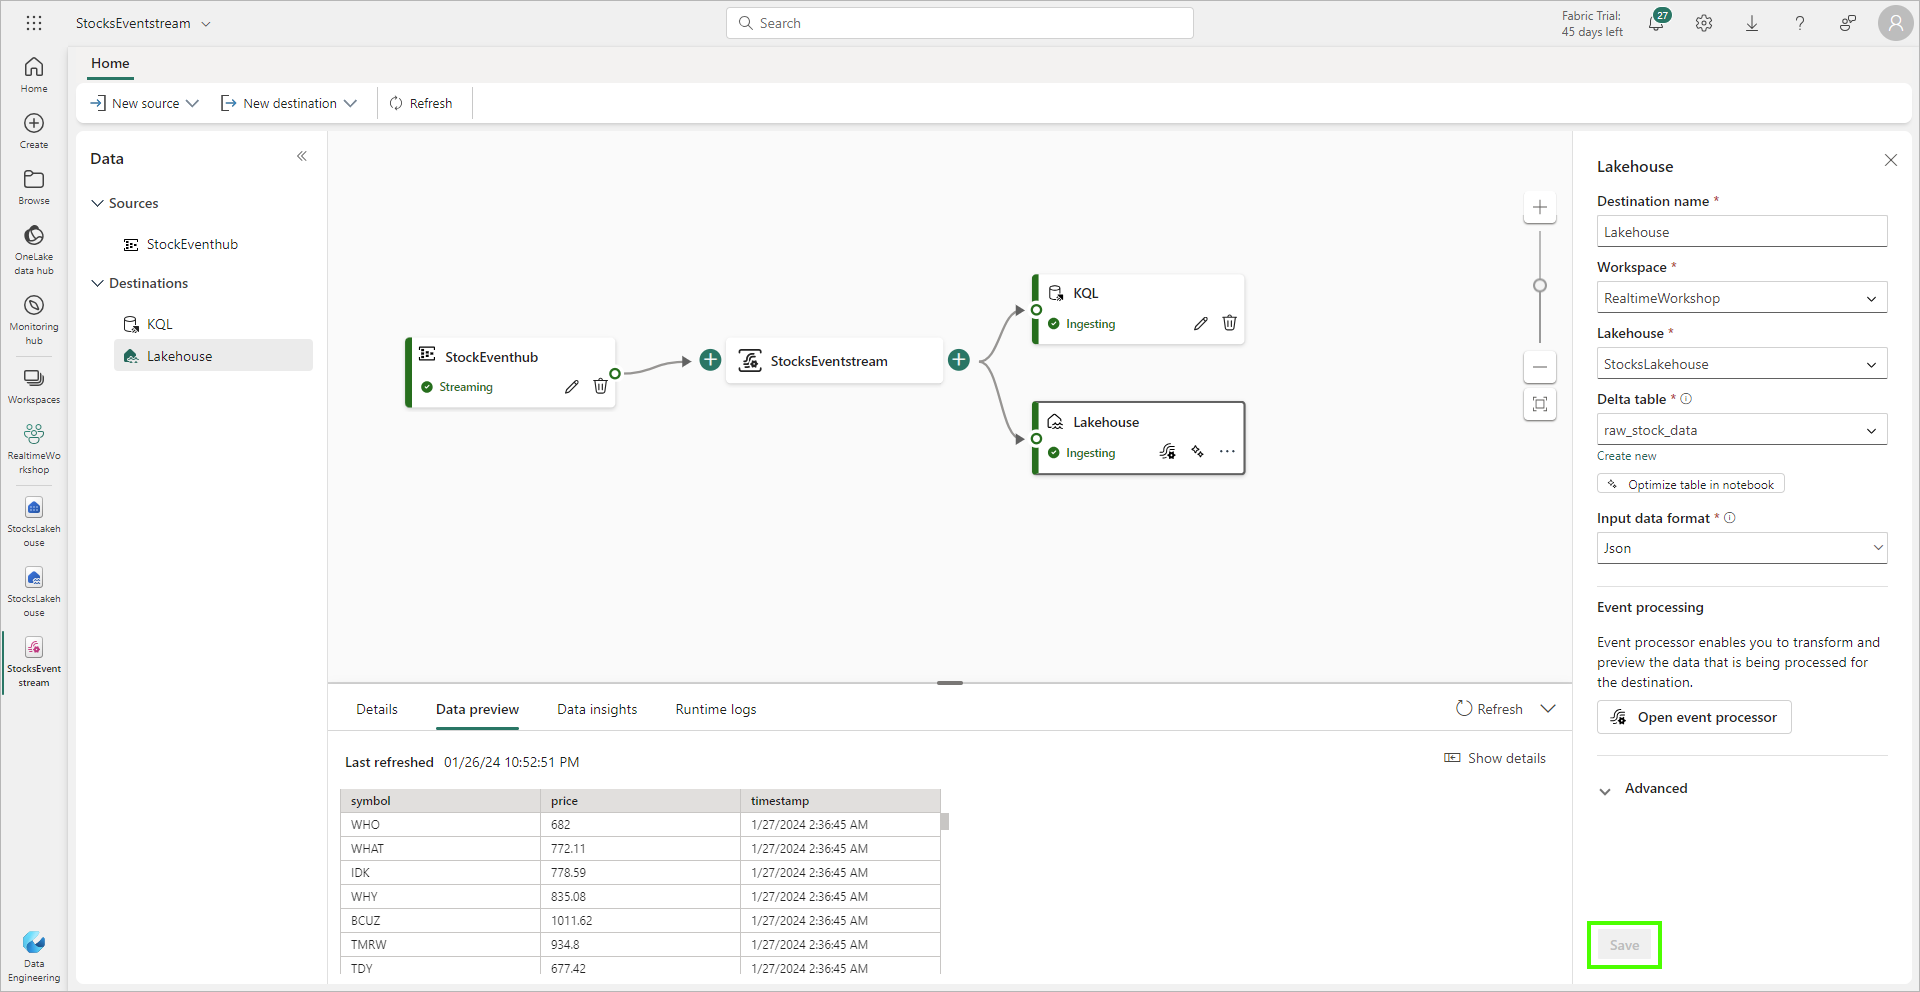 StocksEventstream
Search
Fabric Trial:
45 days left
27
Home
Create
Browse
OneLake
data hub
Monitoring
hub
Workspaces
RealtimeWo
rkshop
StocksLakeh
ouse
StocksLakeh
ouse
StocksEvent
stream
Data
Engineering
Home
New source
New destination
Refresh
Data
Sources
StockEventhub
Destinations
KQL
Lakehouse
StockEventhub
Streaming
StocksEventstream
KQL
Ingesting
Lakehouse
Ingesting
Details
Data preview
Data insights
Runtime logs
Refresh
Last refreshed 01/26/24 10:52:51 PM
Show details
symbol price timestamp
WHO 682 1/27/2024 2:36:45 AM
WHAT 772.11 1/27/2024 2:36:45 AM
IDK 778.59 1/27/2024 2:36:45 AM
WHY 835.08 1/27/2024 2:36:45 AM
BCUZ 1011.62 1/27/2024 2:36:45 AM
TMRW 934.8 1/27/2024 2:36:45 AM
TDY 677.42 1/27/2024 2:36:45 AM
Lakehouse
Destination name *
Lakehouse
Workspace *
RealtimeWorkshop
Lakehouse *
StocksLakehouse
Delta table *
raw_stock_data
Create new
Optimize table in notebook
Input data format *
Json
Event processing
Event processor enables you to transform and
preview the data that is being processed for
the destination.
Open event processor
Advanced
Save